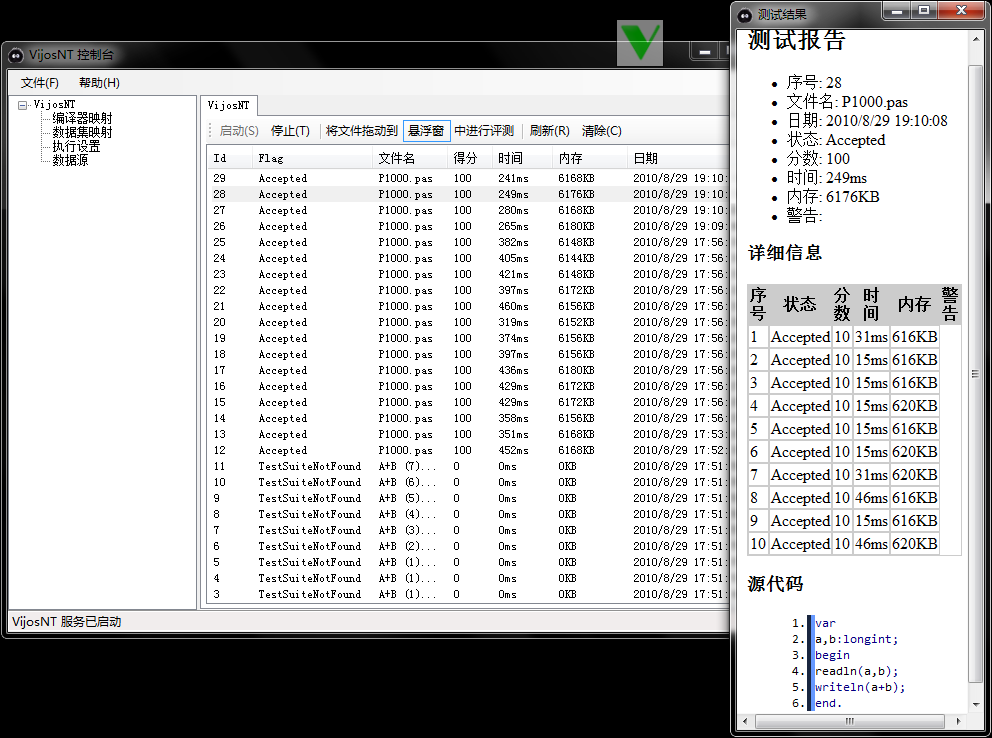 VijosNT 控制台
文件(F) 帮助(H)
VijosNT
编译器映射
数据集映射
执行设置
数据源
VijosNT
启动(S) 停止(T) 将文件拖动到 悬浮窗 中进行评测 刷新(R) 清除(C)
Id Flag 文件名 得分 时间 内存 日期
29 Accepted P1000.pas 100 241ms 6168KB 2010/8/29 19:10:
28 Accepted P1000.pas 100 249ms 6176KB 2010/8/29 19:10:
27 Accepted P1000.pas 100 280ms 6168KB 2010/8/29 19:10:
26 Accepted P1000.pas 100 265ms 6180KB 2010/8/29 19:09:
25 Accepted P1000.pas 100 382ms 6148KB 2010/8/29 17:56:
24 Accepted P1000.pas 100 405ms 6144KB 2010/8/29 17:56:
23 Accepted P1000.pas 100 421ms 6148KB 2010/8/29 17:56:
22 Accepted P1000.pas 100 397ms 6172KB 2010/8/29 17:56:
21 Accepted P1000.pas 100 460ms 6156KB 2010/8/29 17:56:
20 Accepted P1000.pas 100 319ms 6152KB 2010/8/29 17:56:
19 Accepted P1000.pas 100 374ms 6156KB 2010/8/29 17:56:
18 Accepted P1000.pas 100 397ms 6156KB 2010/8/29 17:56:
17 Accepted P1000.pas 100 436ms 6180KB 2010/8/29 17:56:
16 Accepted P1000.pas 100 429ms 6172KB 2010/8/29 17:56:
15 Accepted P1000.pas 100 429ms 6172KB 2010/8/29 17:56:
14 Accepted P1000.pas 100 358ms 6156KB 2010/8/29 17:56:
13 Accepted P1000.pas 100 351ms 6168KB 2010/8/29 17:53:
12 Accepted P1000.pas 100 452ms 6168KB 2010/8/29 17:52:
11 TestSuiteNotFound A+B (7)... 0 0ms 0KB 2010/8/29 17:51:
10 TestSuiteNotFound A+B (6)... 0 0ms 0KB 2010/8/29 17:51:
9 TestSuiteNotFound A+B (5)... 0 0ms 0KB 2010/8/29 17:51:
8 TestSuiteNotFound A+B (4)... 0 0ms 0KB 2010/8/29 17:51:
7 TestSuiteNotFound A+B (3)... 0 0ms 0KB 2010/8/29 17:51:
6 TestSuiteNotFound A+B (2)... 0 0ms 0KB 2010/8/29 17:51:
5 TestSuiteNotFound A+B (1)... 0 0ms 0KB 2010/8/29 17:51:
4 TestSuiteNotFound A+B (1)... 0 0ms 0KB 2010/8/29 17:51:
3 TestSuiteNotFound A+B (1)... 0 0ms 0KB 2010/8/29 17:51:
VijosNT 服务已启动
测试结果
测试报告
序号: 28
文件名: P1000.pas
日期: 2010/8/29 19:10:08
状态: Accepted
分数: 100
时间: 249ms
内存: 6176KB
警告:
详细信息
序号 状态 分数 时间 内存 警告
1 Accepted 10 31ms 616KB
2 Accepted 10 15ms 616KB
3 Accepted 10 15ms 616KB
4 Accepted 10 15ms 620KB
5 Accepted 10 15ms 616KB
6 Accepted 10 15ms 620KB
7 Accepted 10 31ms 620KB
8 Accepted 10 46ms 616KB
9 Accepted 10 15ms 616KB
10 Accepted 10 46ms 620KB
源代码
1. var
2. a,b:longint;
3. begin
4. readln(a,b);
5. writeln(a+b);
6. end.